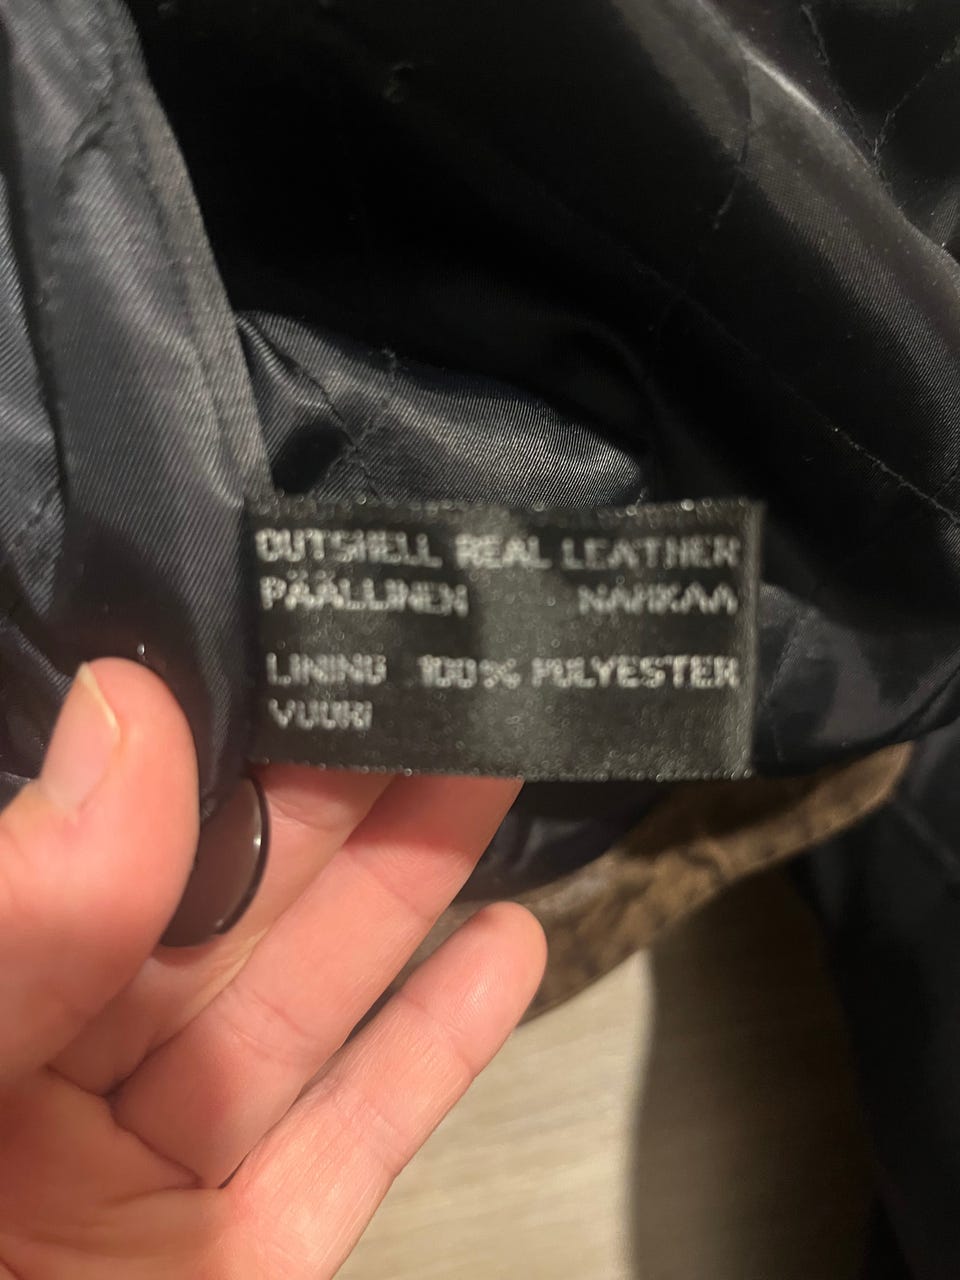 OUTSHELL REAL LEATHER
PÄÄLLINEN NAHKAA
LINING 100% POLYESTER
VUORI